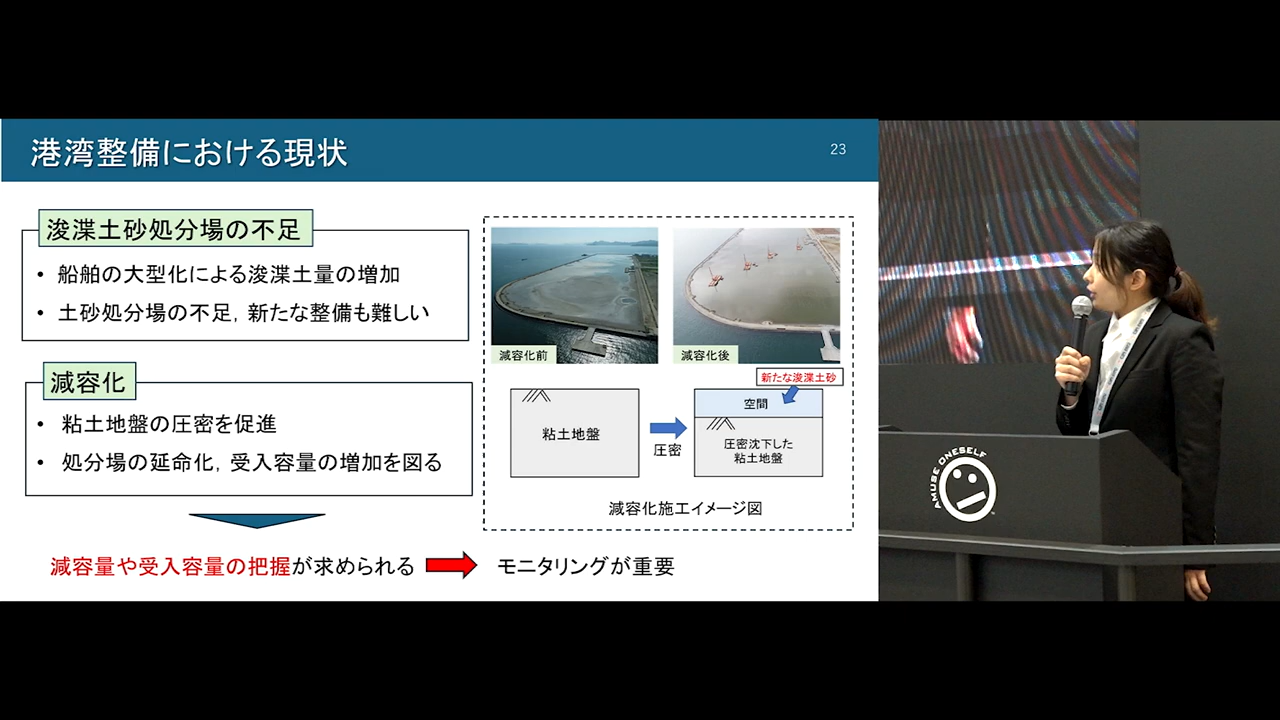 港湾整備における現状
23
浚渫土砂処分場の不足
• 船舶の大型化による浚渫土量の増加
• 土砂処分場の不足, 新たな整備も難しい
減容化
• 粘土地盤の圧密を促進
• 処分場の延命化, 受入容量の増加を図る
減容量や受入容量の把握が求められる
モニタリングが重要
減容化前
減容化後
新たな浚渫土砂
粘土地盤
圧密
空間
圧密沈下した
粘土地盤
減容化施工イメージ図
AMUSE ONESELF